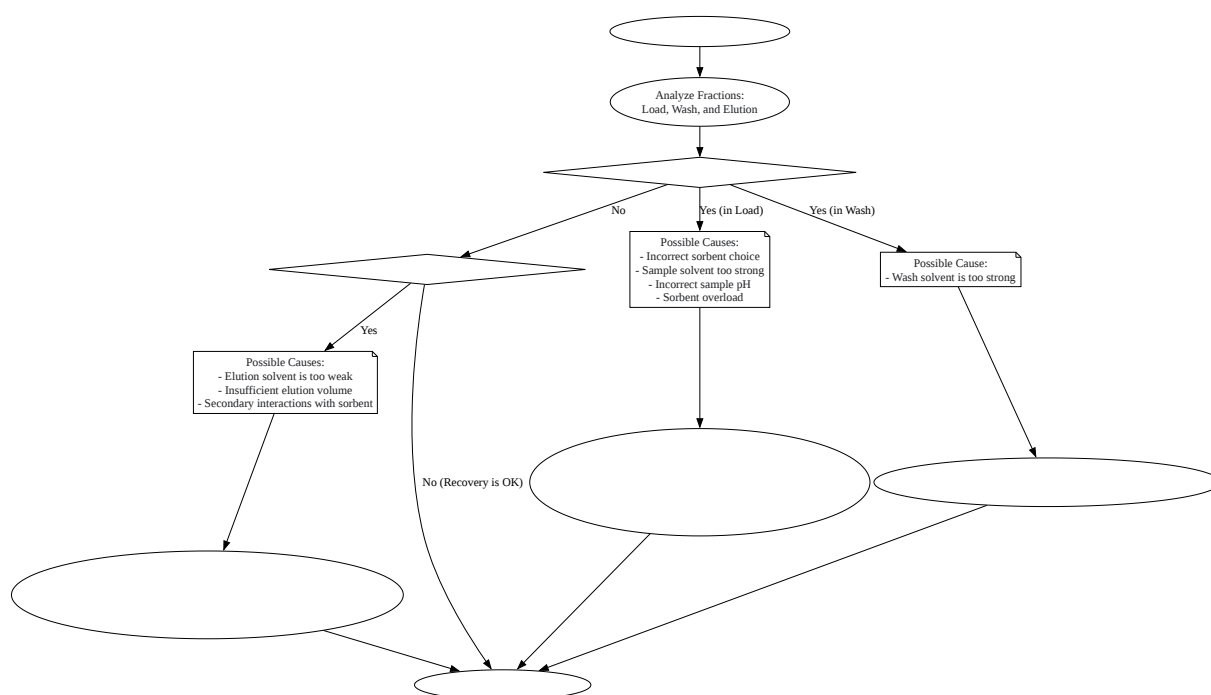 Analyze Fractions:
Load, Wash, and Elution
No
Yes (in Load)
Yes (in Wash)
Possible Causes:
- Incorrect sorbent choice
- Sample solvent too strong
- Incorrect sample pH
- Sorbent overload
Possible Cause:
- Wash solvent is too strong
Yes
Possible Causes:
- Elution solvent is too weak
- Insufficient elution volume
- Secondary interactions with sorbent
No (Recovery is OK)